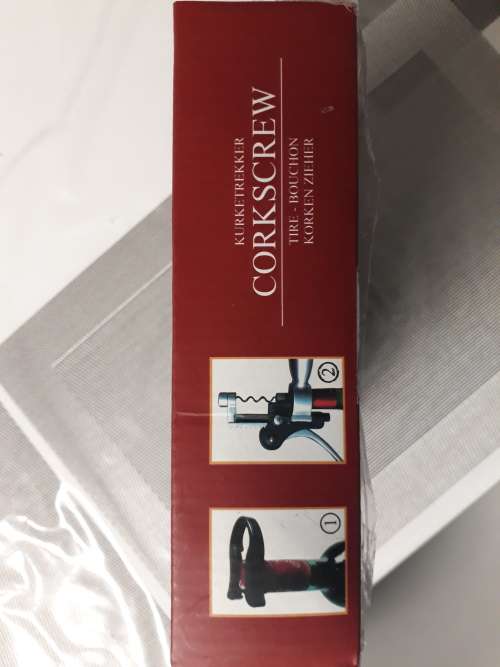 KURKETREKKER
CORKSCREW
TIRE - BOUCHON
KORKEN ZIEHER
1
2